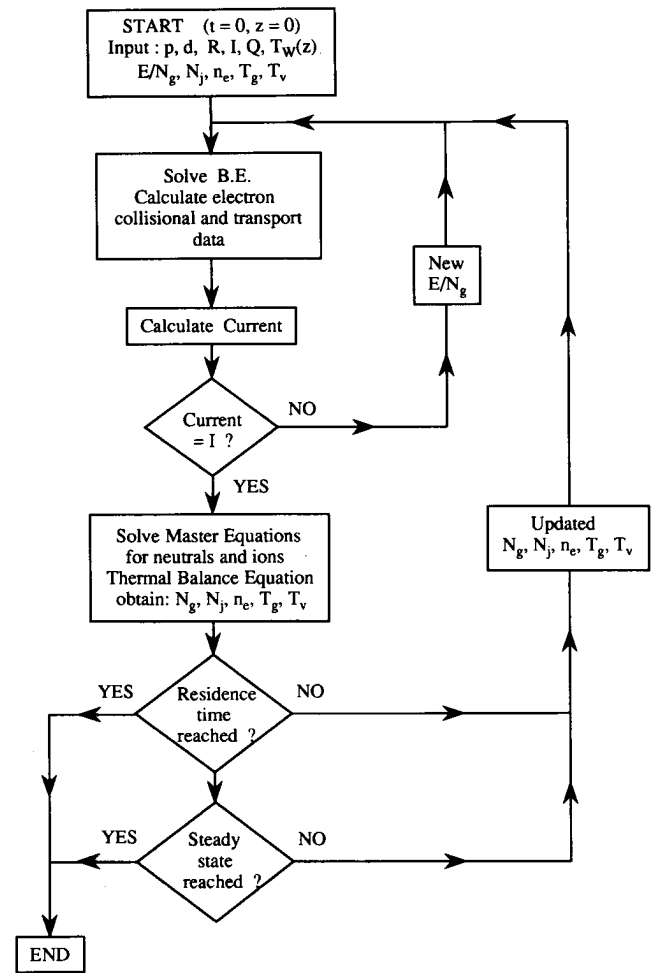 START (t = 0, z = 0)
Input : p, d, R, I, Q, T_W(z)
E/N_g, N_j, n_e, T_g, T_v
Solve B.E.
Calculate electron
collisional and transport
data
New
E/N_g
Calculate Current
Current
= I ?
NO
YES
Solve Master Equations
for neutrals and ions
Thermal Balance Equation
obtain: N_g, N_j, n_e, T_g, T_v
Updated
N_g, N_j, n_e, T_g, T_v
YES
Residence
time
reached ?
NO
YES
Steady
state
reached ?
NO
END